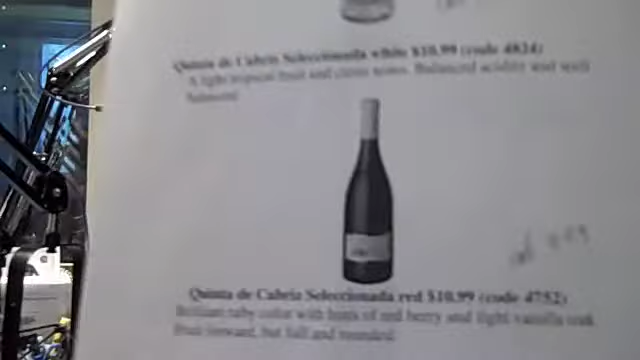 Quinta de Cabriz Seleccionada white $10.99 (code 4824)
A light tropical fruit and citrus notes. Balanced acidity and well
balanced
Quinta de Cabriz Seleccionada red $10.99 (code 4752)
Brilliant ruby color with hints of red berry and light vanilla oak
fruit forward, but full and rounded.